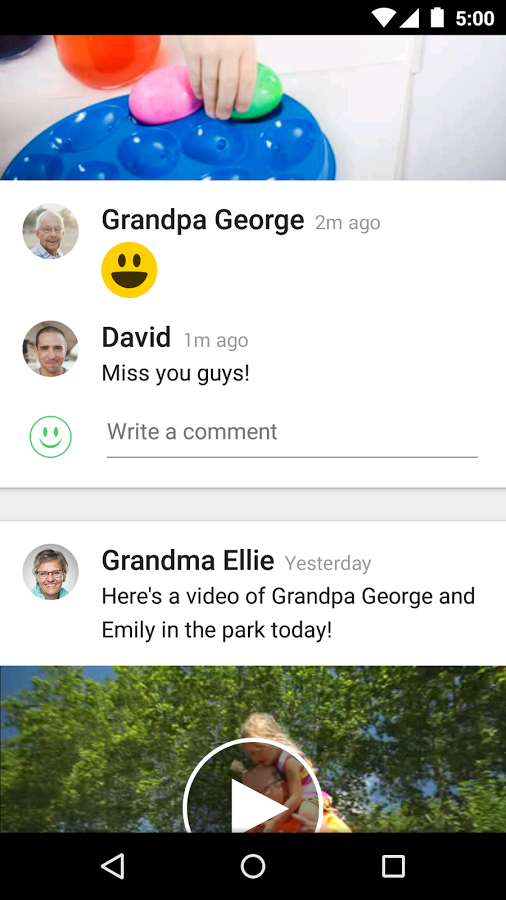 5:00
Grandpa George 2m ago
David 1m ago
Miss you guys!
Write a comment
Grandma Ellie Yesterday
Here's a video of Grandpa George and
Emily in the park today!